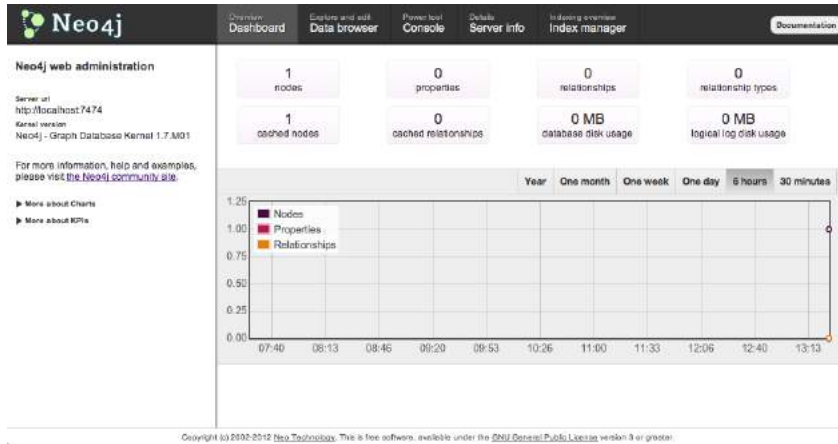 Neo4j
Overview
Dashboard
Explore and edit
Data browser
Power tool
Console
Details
Server info
Indexing overview
Index manager
Documentation
Neo4j web administration
Server url
http://localhost:7474
Kernel version
Neo4j - Graph Database Kernel 1.7.M01
For more information, help and examples,
please visit the Neo4j community site.
More about Charts
More about KPIs
1
nodes
0
properties
0
relationships
0
relationship types
1
cached nodes
0
cached relationships
0 MB
database disk usage
0 MB
logical log disk usage
Year One month One week One day 6 hours 30 minutes
1.25
1.00
0.75
0.50
0.25
0.00
Nodes
Properties
Relationships
07:40 08:13 08:46 09:20 09:53 10:26 11:00 11:33 12:06 12:40 13:13
Copyright (c) 2002-2012 Neo Technology. This is free software, available under the GNU General Public License version 3 or greater.